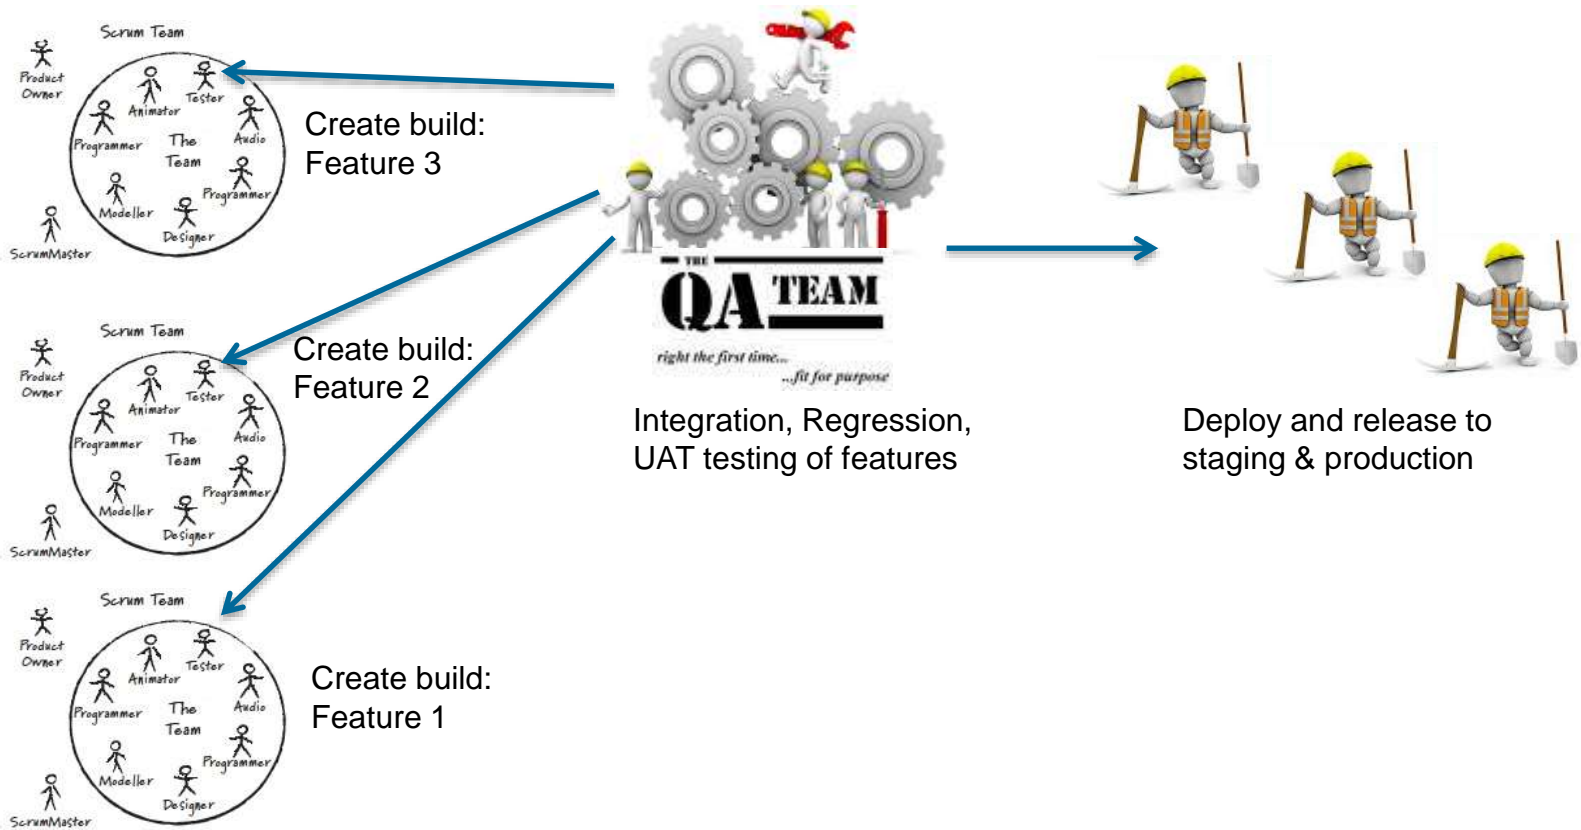 Scrum Team
Product
Owner
Animator
Tester
Programmer
The
Team
Audio
Programmer
Modeller
Designer
ScrumMaster
Create build:
Feature 3
Scrum Team
Product
Owner
Animator
Tester
Programmer
The
Team
Audio
Programmer
Modeller
Designer
ScrumMaster
Create build:
Feature 2
Scrum Team
Product
Owner
Animator
Tester
Programmer
The
Team
Audio
Programmer
Modeller
Designer
ScrumMaster
Create build:
Feature 1
THE
QA TEAM
right the first time...
...fit for purpose
Integration, Regression,
UAT testing of features
Deploy and release to
staging & production